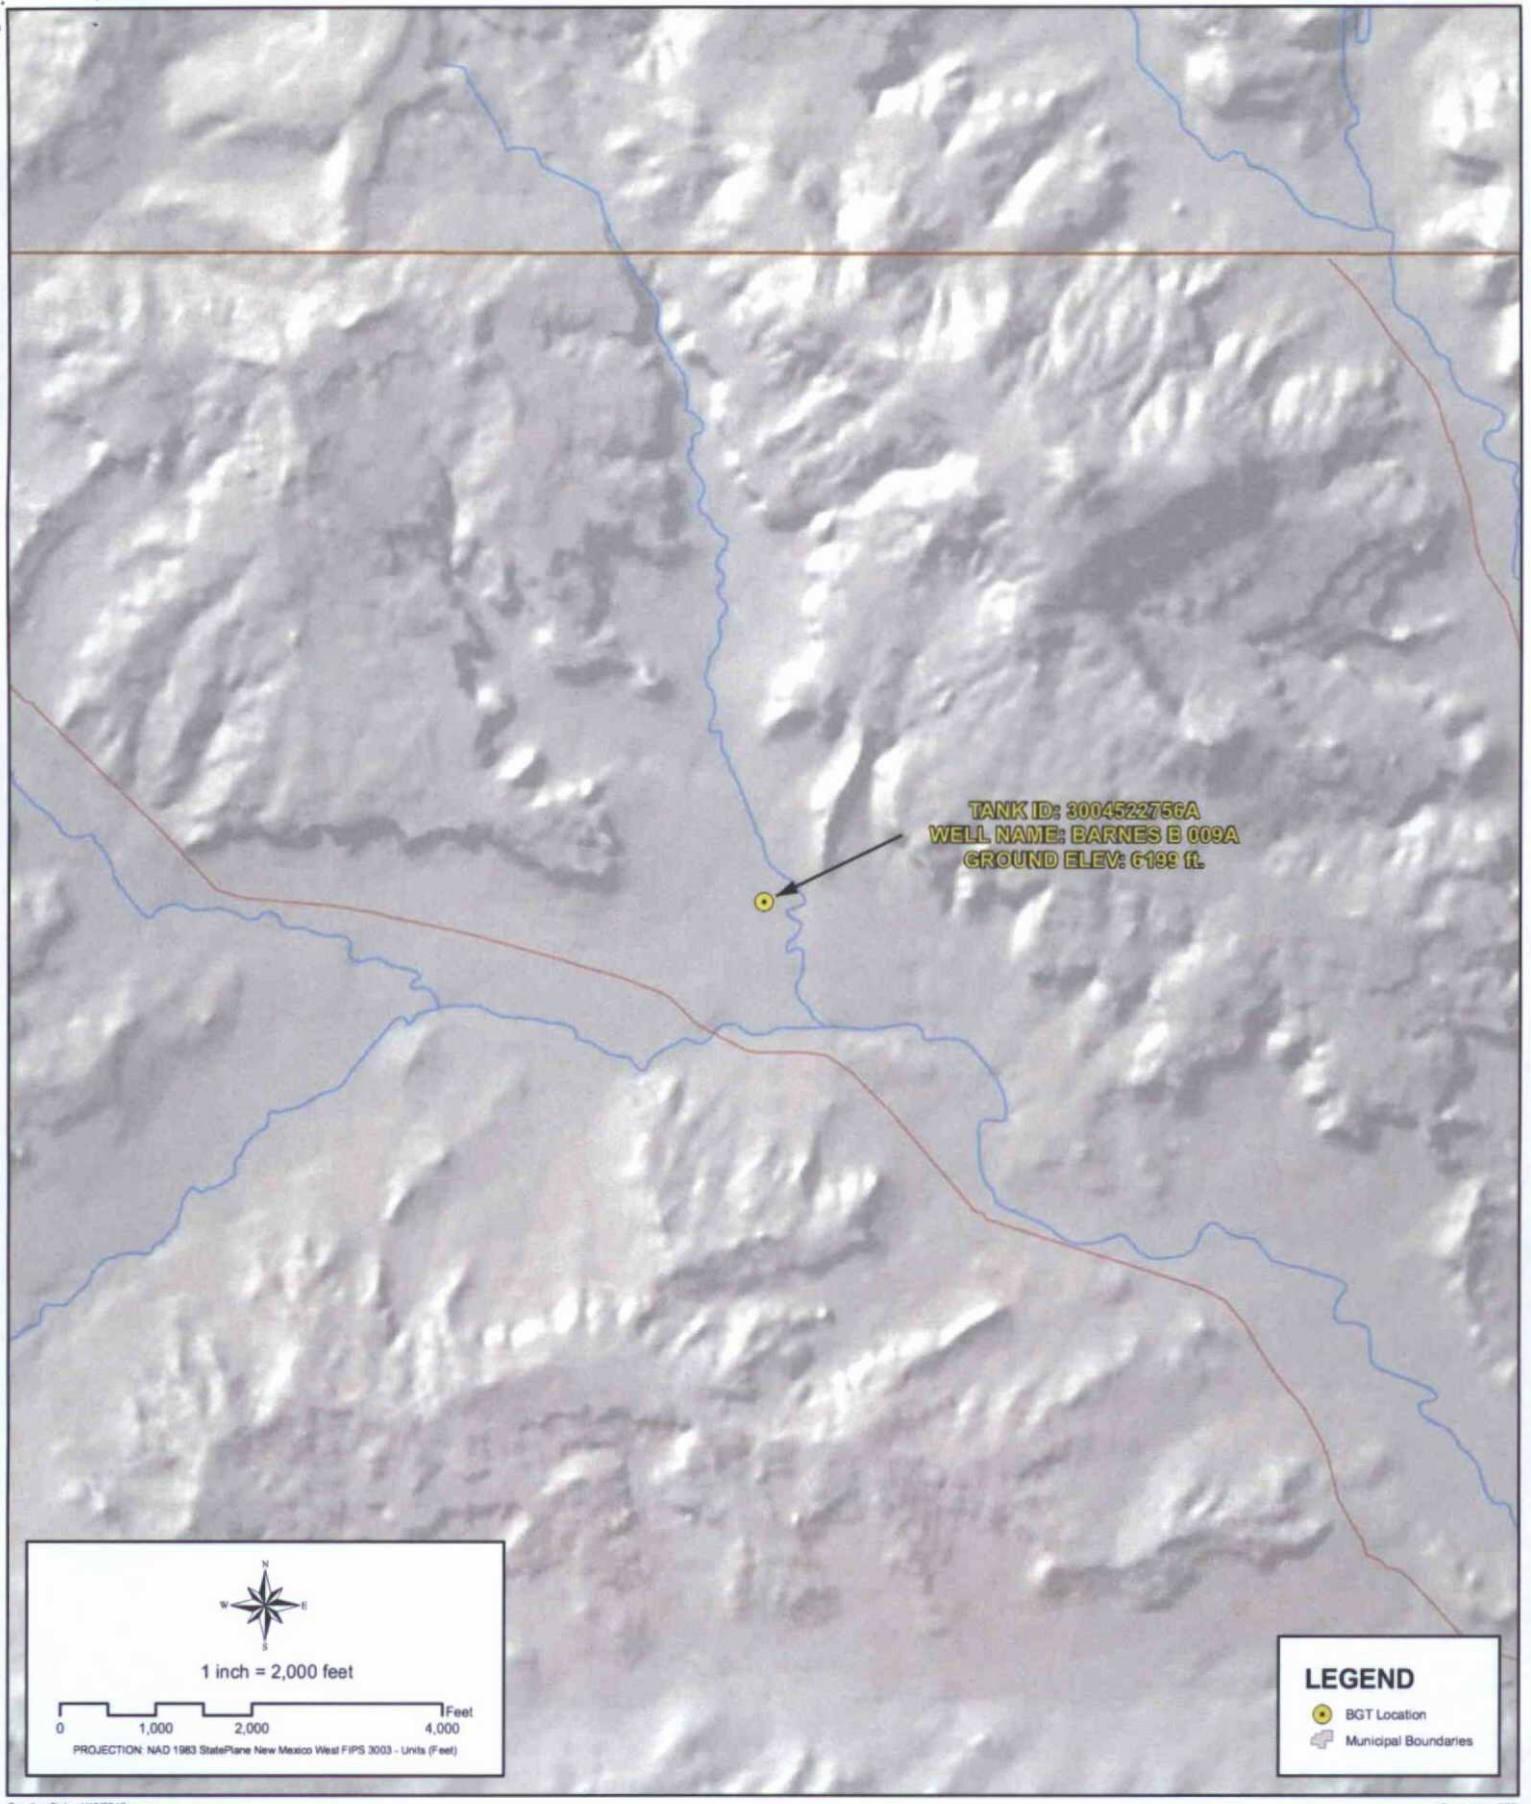 TANK ID: 3004522756A
WELL NAME: BARNES B 009A
GROUND ELEV: 6199 ft.
N
W E
S
1 inch = 2,000 feet
Feet
0 1,000 2,000 4,000
PROJECTION: NAD 1983 StatePlane New Mexico West FIPS 3003 - Units (Feet)
LEGEND
BGT Location
Municipal Boundaries